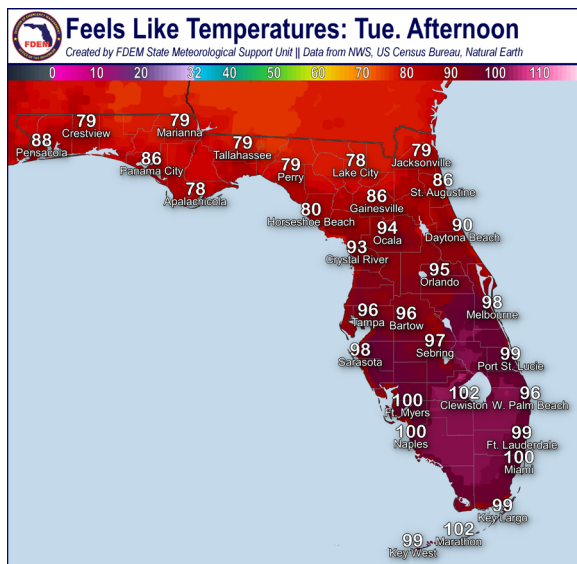 Feels Like Temperatures: Tue. Afternoon
Created by FDEM State Meteorological Support Unit || Data from NWS, US Census Bureau, Natural Earth
FDEM
0 10 20 32 40 50 60 70 80 90 100 110
79
Crestview
79
Marianna
88
Pensacola
86
Panama City
79
Tallahassee
78
Apalachicola
79
Perry
78
Lake City
79
Jacksonville
86
St. Augustine
86
Gainesville
80
Horseshoe Beach
94
Ocala
90
Daytona Beach
93
Crystal River
95
Orlando
98
Melbourne
96
Tampa
96
Bartow
97
Sebring
98
Sarasota
99
Port St. Lucie
100
Ft. Myers
102
Clewiston
96
W. Palm Beach
100
Naples
99
Ft. Lauderdale
100
Miami
99
Key Largo
102
Marathon
99
Key West